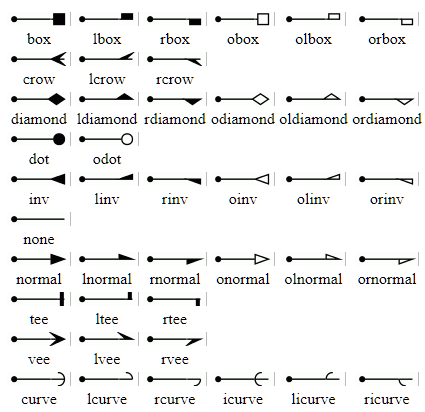 box lbox rbox obox olbox orbox
crow lcrow rcrow
diamond ldiamond rdiamond odiamond oldiamond ordiamond
dot odot
inv linv rinv oinv olinv orinv
none
normal lnormal rnormal onormal olnormal ornormal
tee ltee rtee
vee lvee rvee
curve lcurve rcurve icurve licurve ricurve